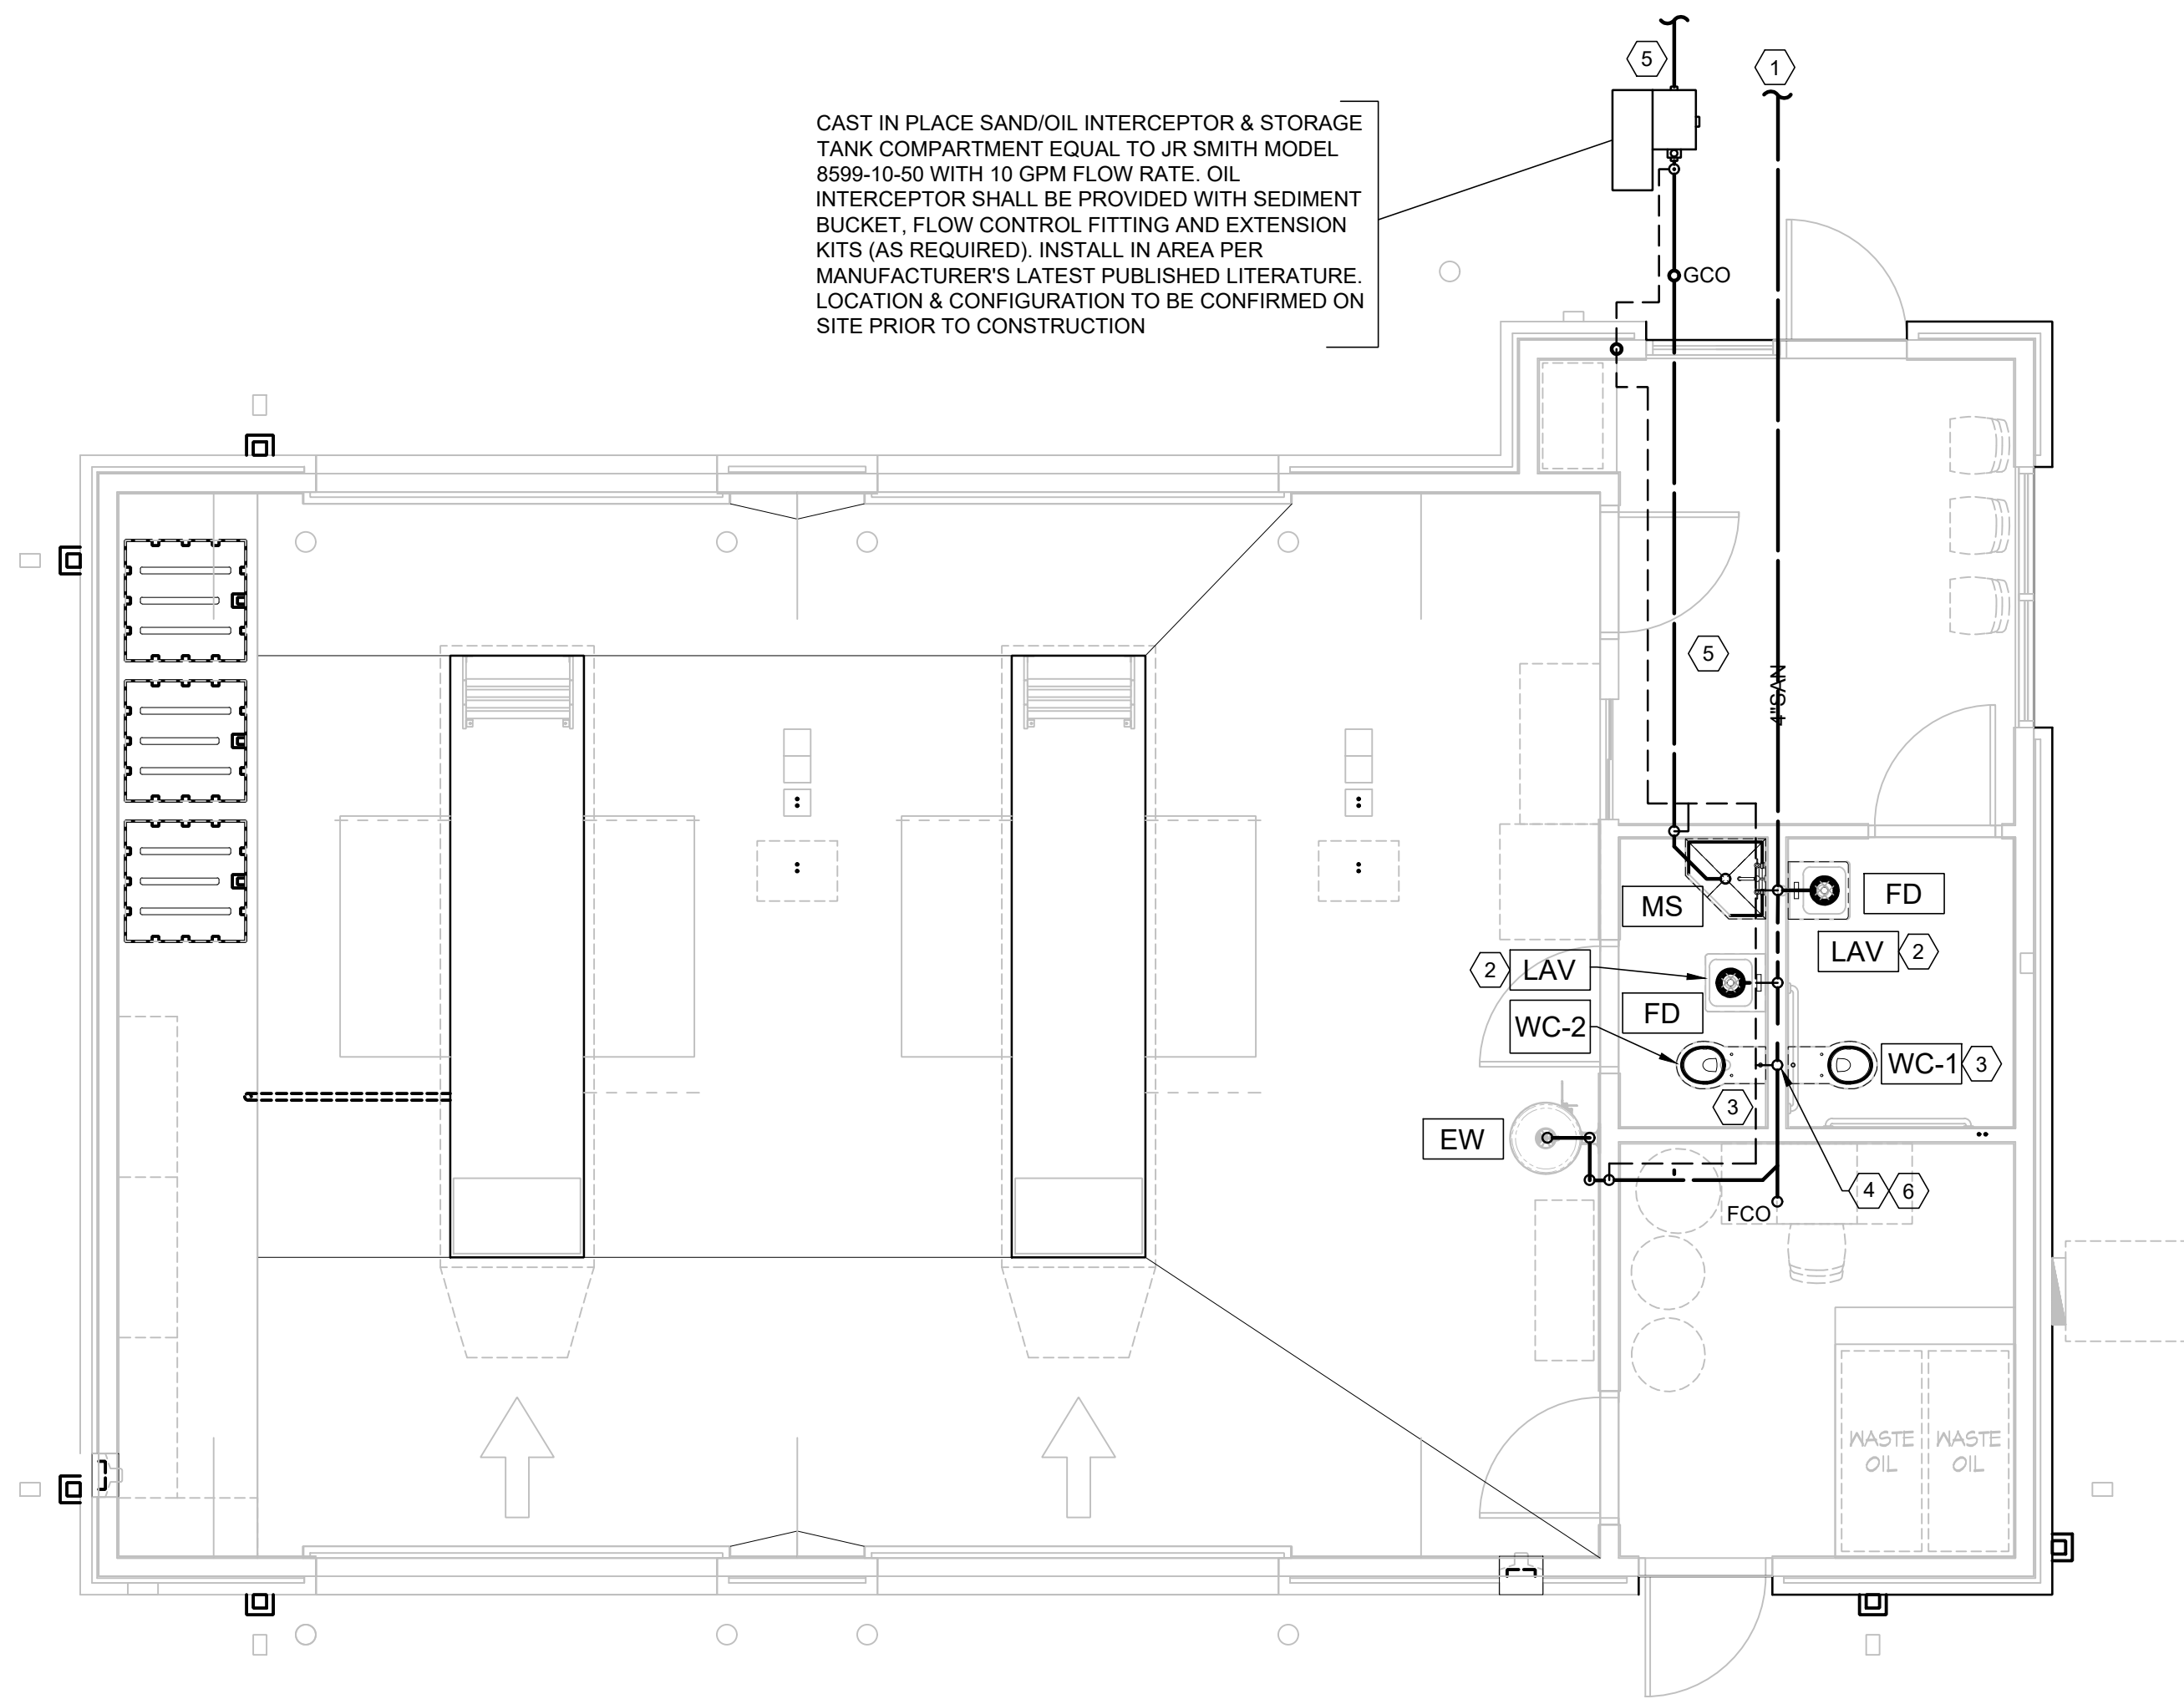 5
1
CAST IN PLACE SAND/OIL INTERCEPTOR & STORAGE
TANK COMPARTMENT EQUAL TO JR SMITH MODEL
8599-10-50 WITH 10 GPM FLOW RATE. OIL
INTERCEPTOR SHALL BE PROVIDED WITH SEDIMENT
BUCKET, FLOW CONTROL FITTING AND EXTENSION
KITS (AS REQUIRED). INSTALL IN AREA PER
MANUFACTURER'S LATEST PUBLISHED LITERATURE.
LOCATION & CONFIGURATION TO BE CONFIRMED ON
SITE PRIOR TO CONSTRUCTION
GCO
5
4"SAN
MS
FD
LAV 2
2 LAV
FD
WC-2
WC-1 3
3
EW
4 6
FCO
WASTE
OIL
WASTE
OIL